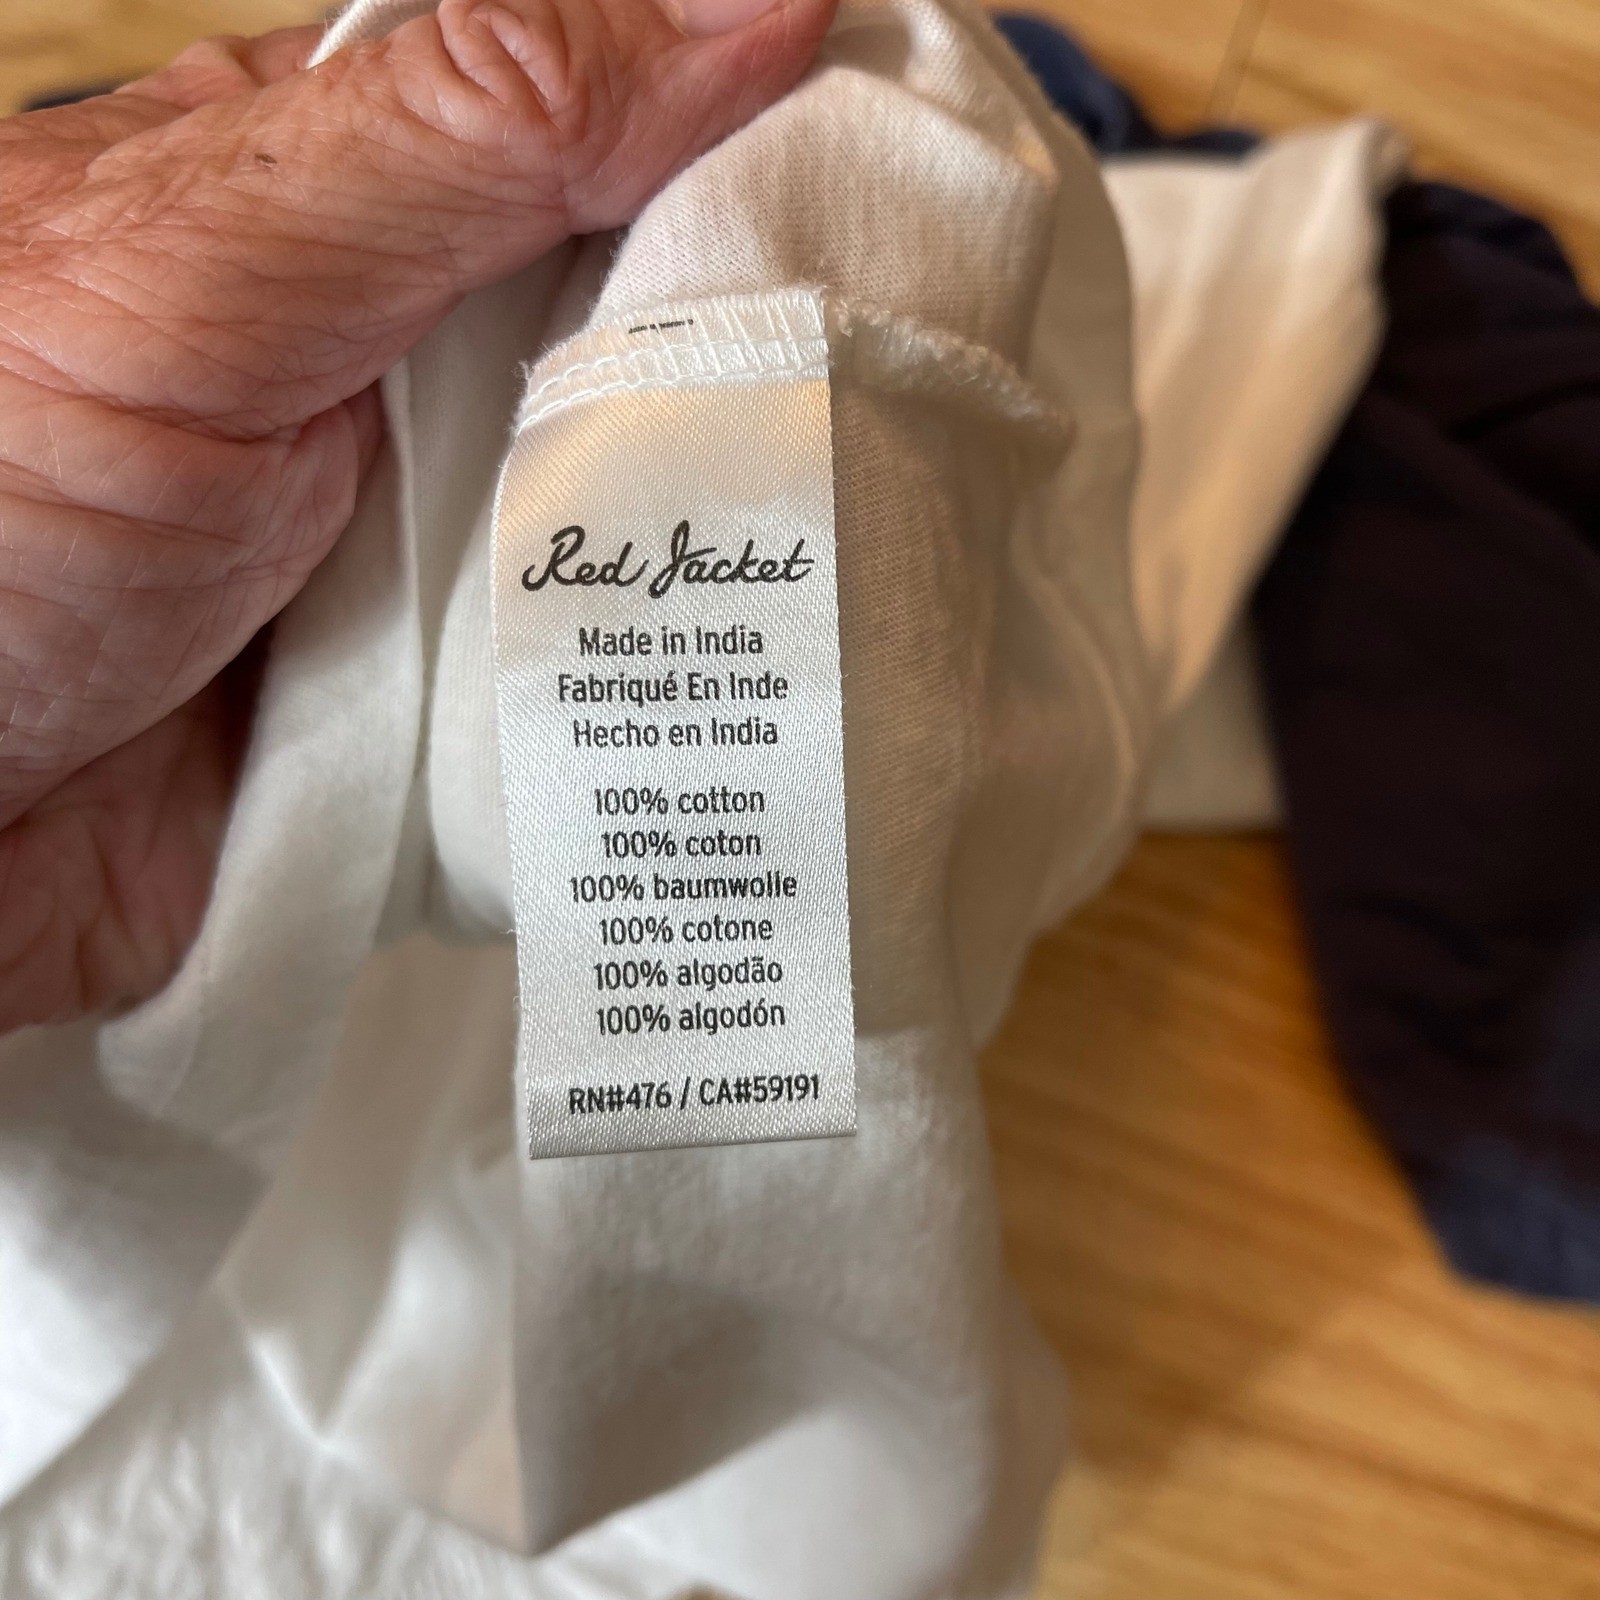 Red Jacket
Made in India
Fabriqué En Inde
Hecho en India
100% cotton
100% coton
100% baumwolle
100% cotone
100% algodão
100% algodón
RN#476 / CA#59191